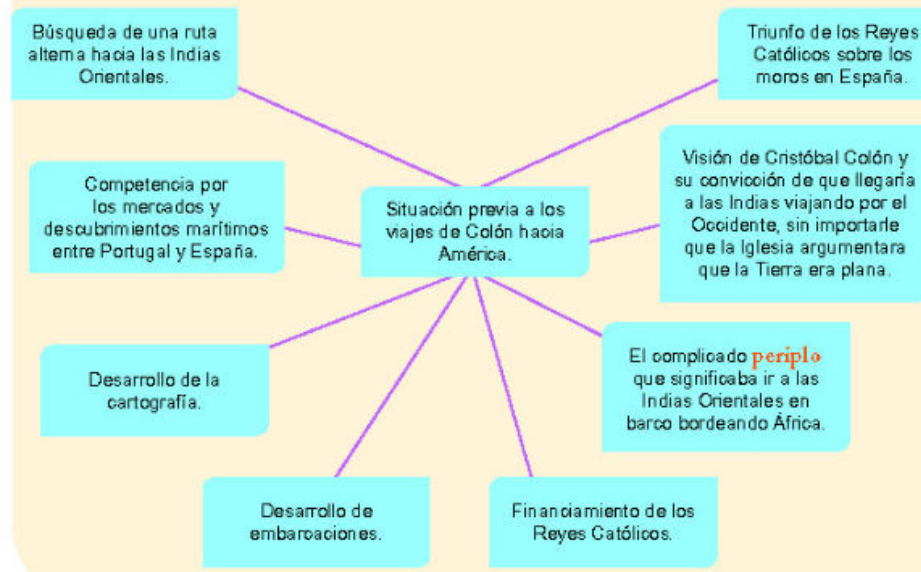 Búsqueda de una ruta
alterna hacia las Indias
Orientales.
Triunfo de los Reyes
Católicos sobre los
moros en España.
Competencia por
los mercados y
descubrimientos marítimos
entre Portugal y España.
Situación previa a los
viajes de Colón hacia
América.
Visión de Cristóbal Colón y
su convicción de que llegaría
a las Indias viajando por el
Occidente, sin importarle
que la Iglesia argumentara
que la Tierra era plana.
Desarrollo de la
cartografía.
El complicado periplo
que significaba ir a las
Indias Orientales en
barco bordeando África.
Desarrollo de
embarcaciones.
Financiamiento de los
Reyes Católicos.